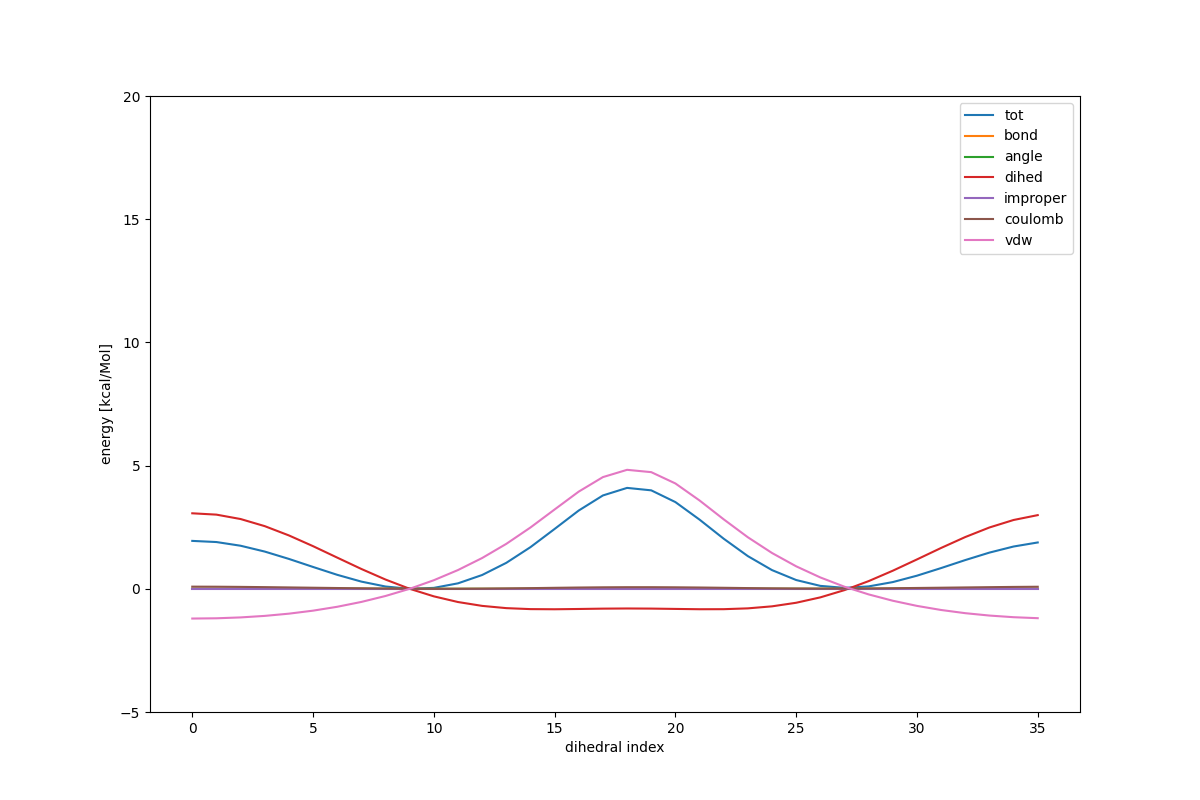 20
15
10
5
0
−5
energy [kcal/Mol]
tot
bond
angle
dihed
improper
coulomb
vdw
0 5 10 15 20 25 30 35
dihedral index